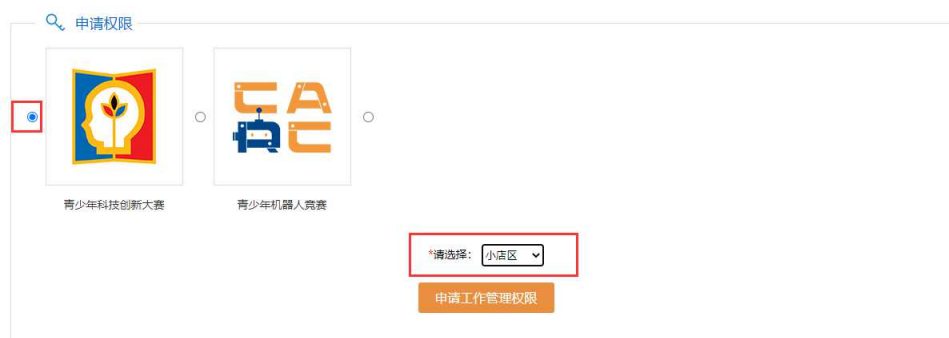 申请权限
CARC
青少年科技创新大赛
青少年机器人竞赛
*请选择： 小店区
申请工作管理权限